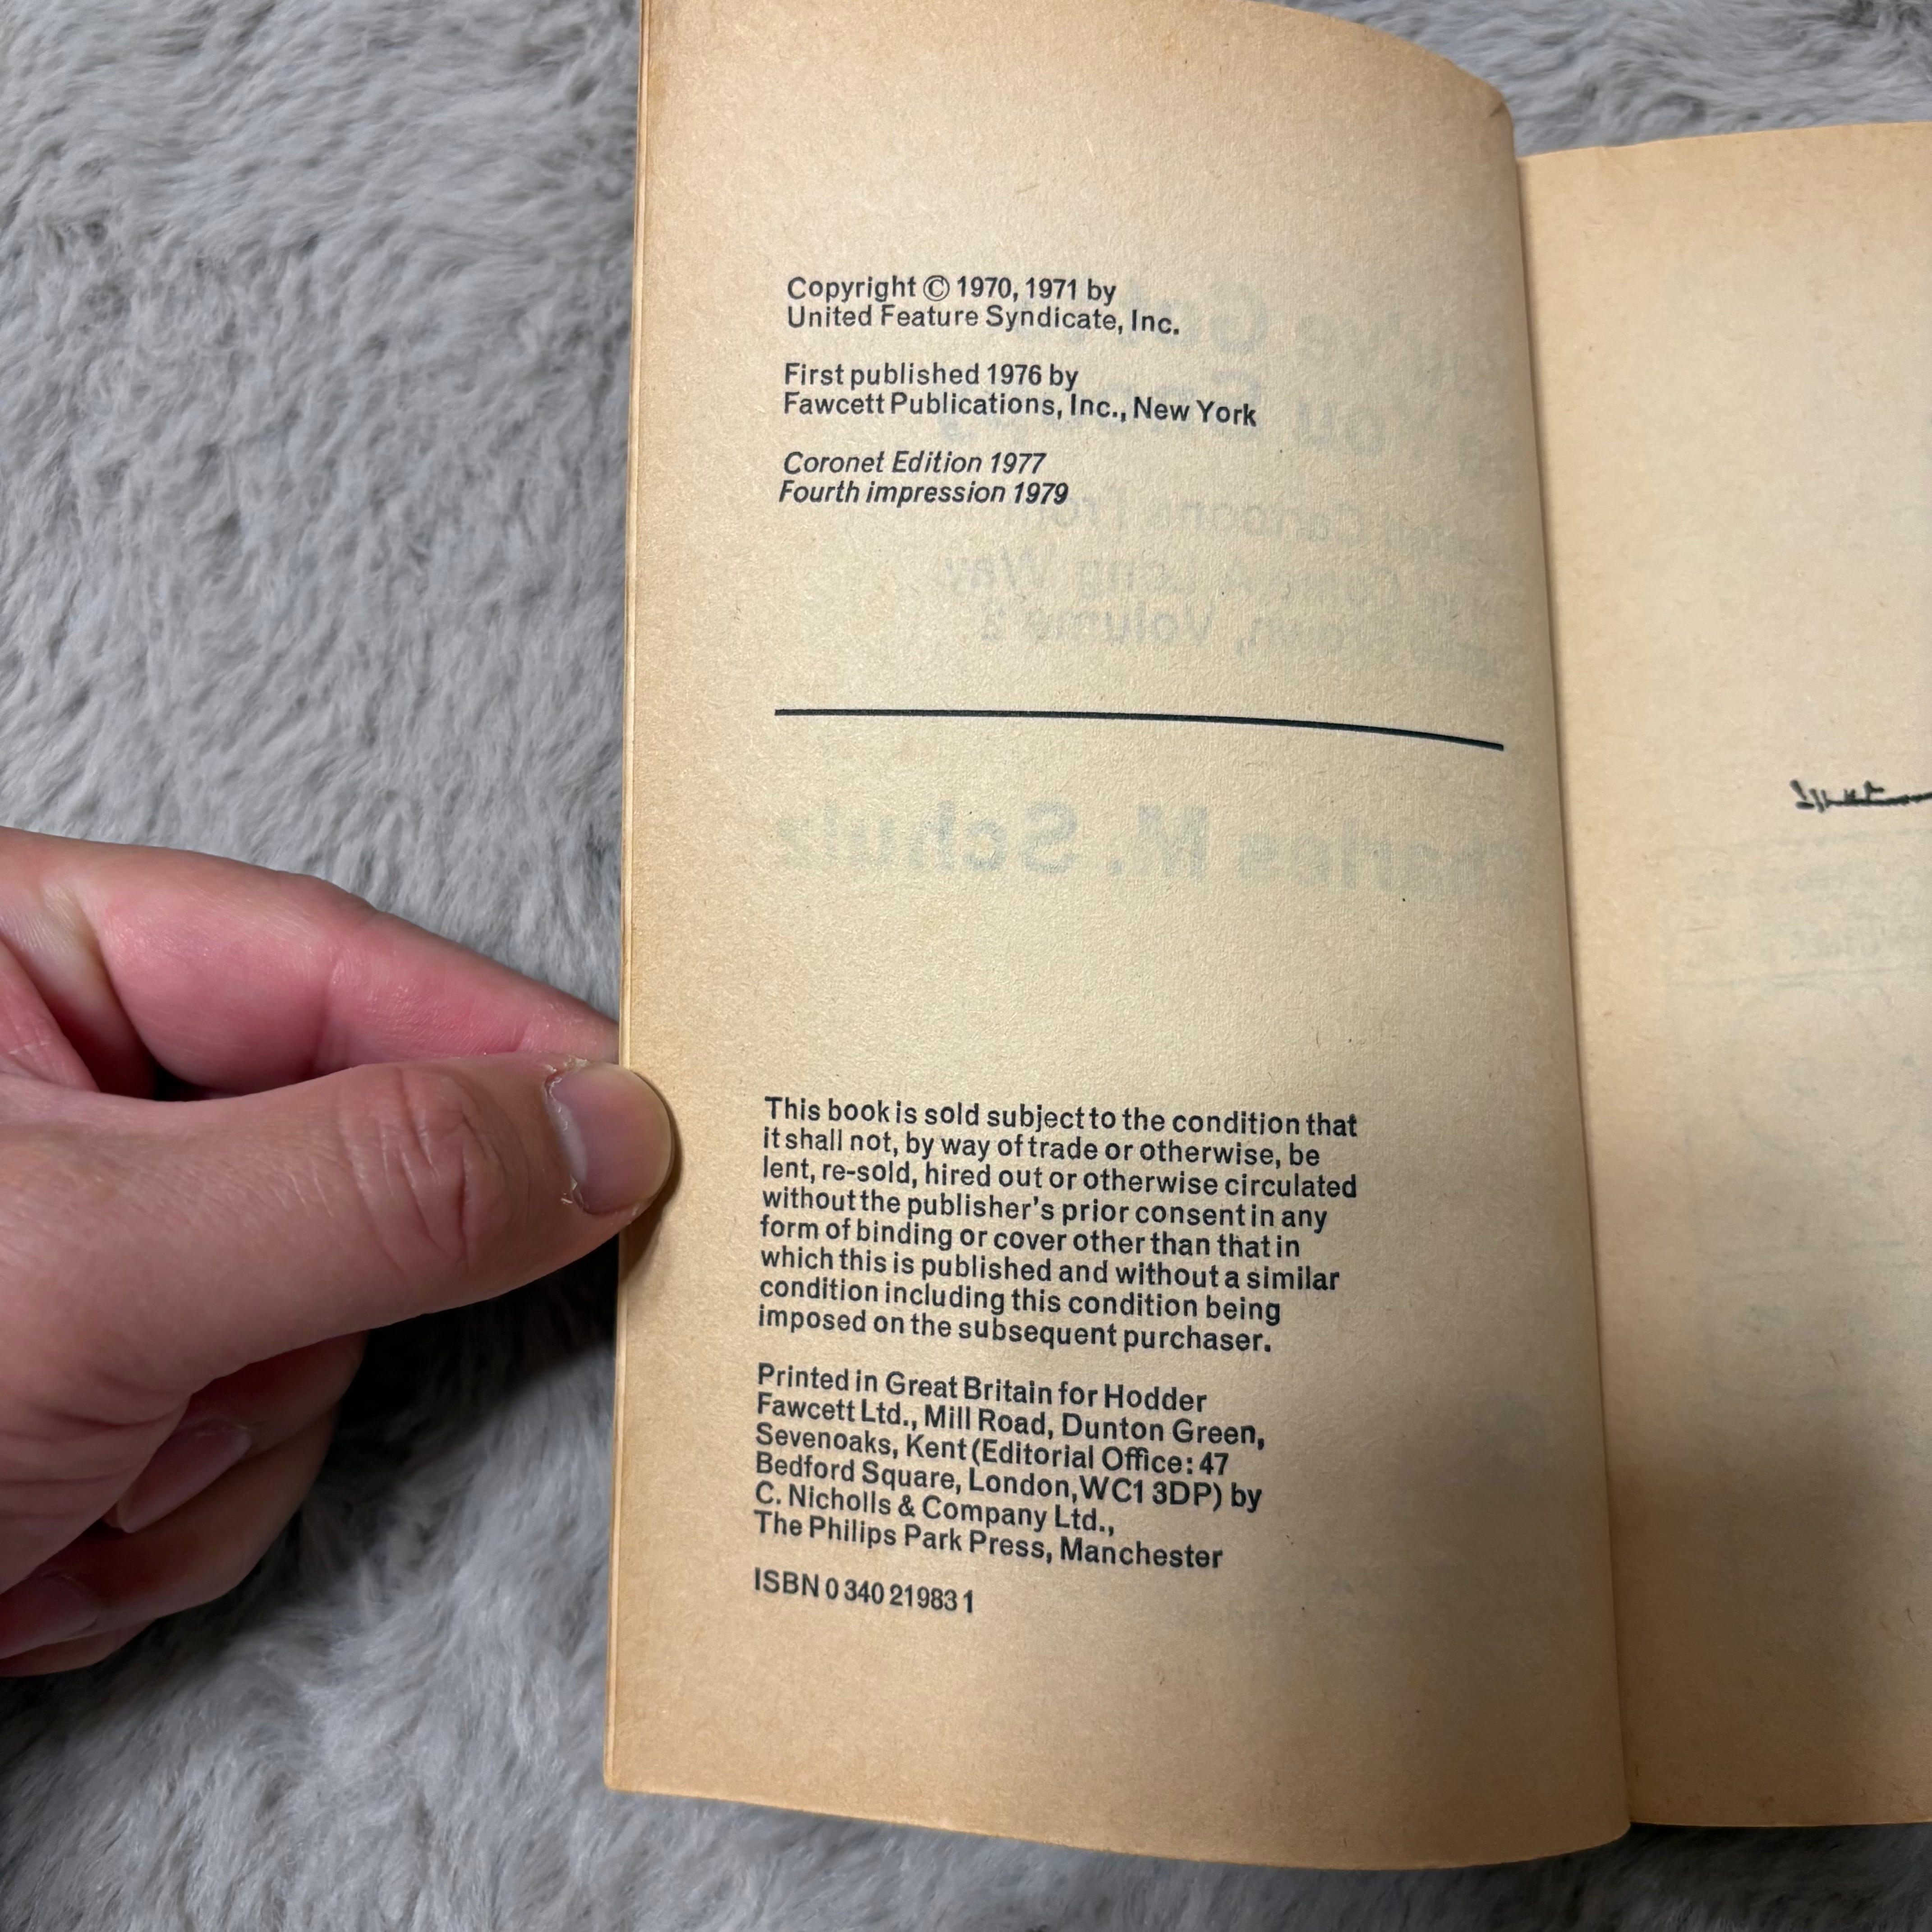 Copyright © 1970, 1971 by
United Feature Syndicate, Inc.
First published 1976 by
Fawcett Publications, Inc., New York
Coronet Edition 1977
Fourth impression 1979
This book is sold subject to the condition that
it shall not, by way of trade or otherwise, be
lent, re-sold, hired out or otherwise circulated
without the publisher's prior consent in any
form of binding or cover other than that in
which this is published and without a similar
condition including this condition being
imposed on the subsequent purchaser.
Printed in Great Britain for Hodder
Fawcett Ltd., Mill Road, Dunton Green,
Sevenoaks, Kent (Editorial Office: 47
Bedford Square, London, WC1 3DP) by
C. Nicholls & Company Ltd.,
The Philips Park Press, Manchester
ISBN 0 340 21983 1